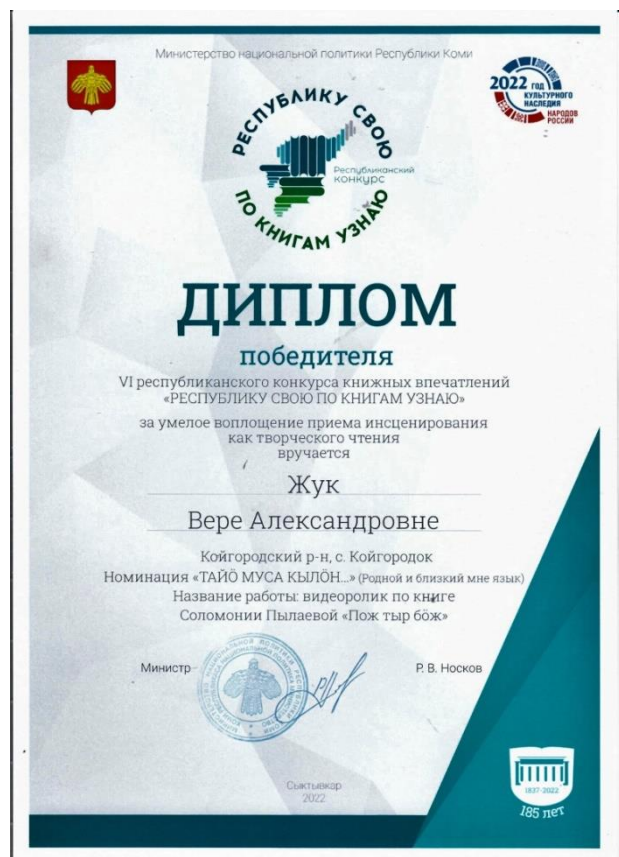 Министерство национальной политики Республики Коми
2022 ГОД
КУЛЬТУРНОГО
НАСЛЕДИЯ
НАРОДОВ
РОССИИ
РЕСПУБЛИКУ СВОЮ
Республиканский
КОНКУРС
ПО КНИГАМ УЗНАЮ
ДИПЛОМ
победителя
VI республиканского конкурса книжных впечатлений
«РЕСПУБЛИКУ СВОЮ ПО КНИГАМ УЗНАЮ»
за умелое воплощение приема инсценирования
как творческого чтения
вручается
Жук
Вере Александровне
Койгородский р-н, с. Койгородок
Номинация «ТАЙÖ МУСА КЫЛÖН...» (Родной и близкий мне язык)
Название работы: видеоролик по книге
Соломонии Пылаевой «Пож тыр бöж»
Министр
Р. В. Носков
Сыктывкар
2022
1837-2022
185 лет